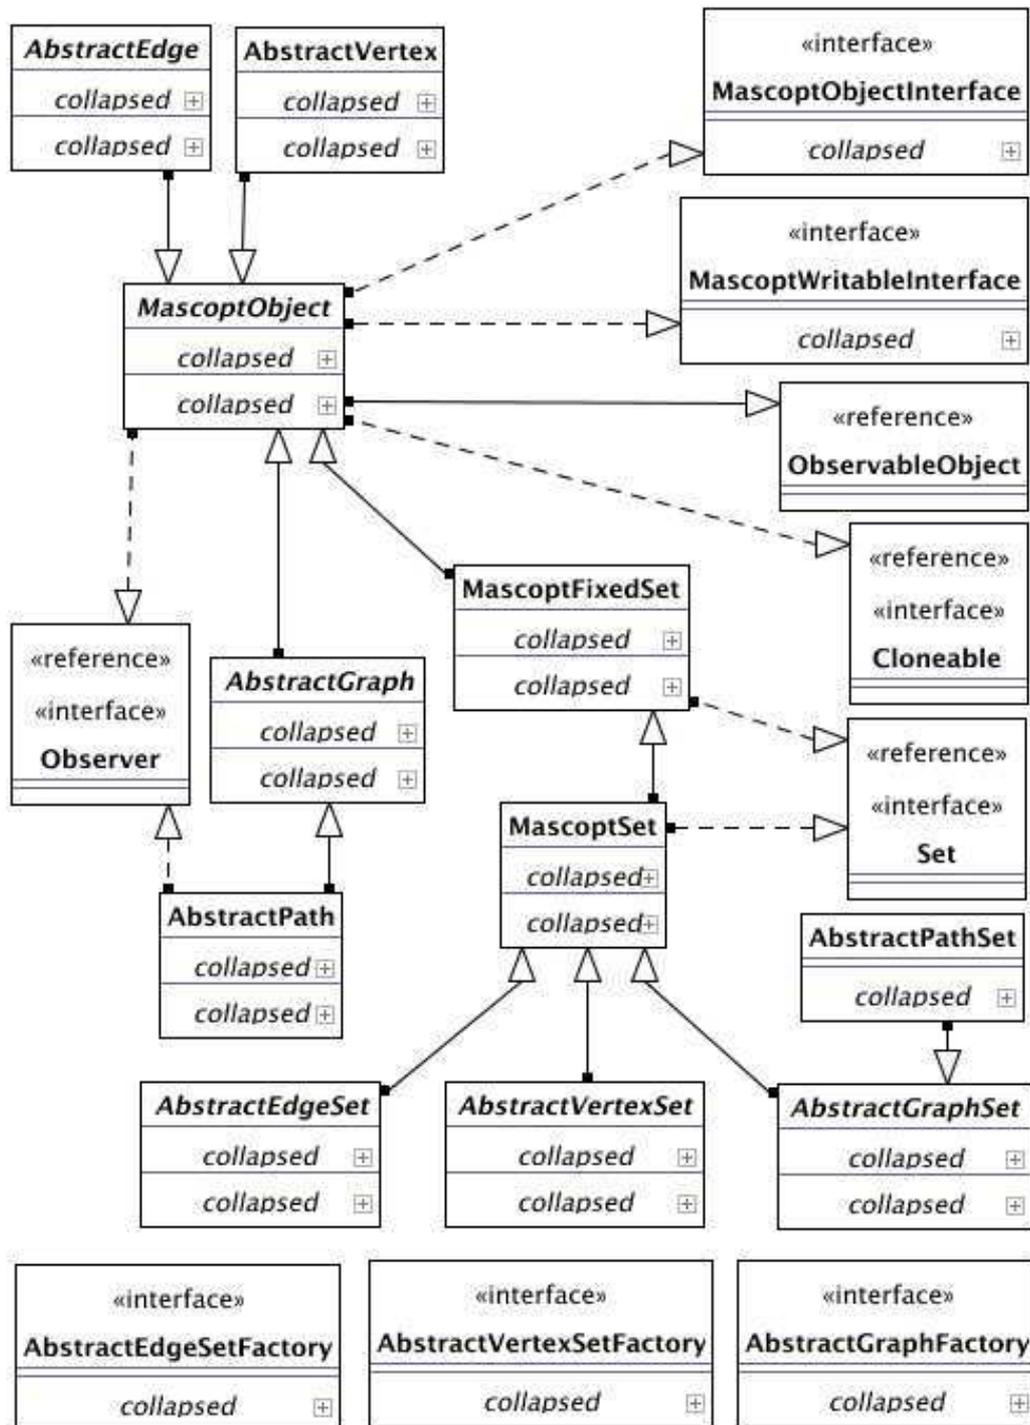 AbstractEdge
collapsed
collapsed
AbstractVertex
collapsed
collapsed
«interface»
MascoptObjectInterface
collapsed
«interface»
MascoptWritableInterface
collapsed
MascoptObject
collapsed
collapsed
«reference»
ObservableObject
«reference»
«interface»
Cloneable
MascoptFixedSet
collapsed
collapsed
«reference»
«interface»
Observer
AbstractGraph
collapsed
collapsed
«reference»
«interface»
Set
MascoptSet
collapsed
collapsed
AbstractPath
collapsed
collapsed
AbstractPathSet
collapsed
AbstractEdgeSet
collapsed
collapsed
AbstractVertexSet
collapsed
collapsed
AbstractGraphSet
collapsed
collapsed
«interface»
AbstractEdgeSetFactory
collapsed
«interface»
AbstractVertexSetFactory
collapsed
«interface»
AbstractGraphFactory
collapsed